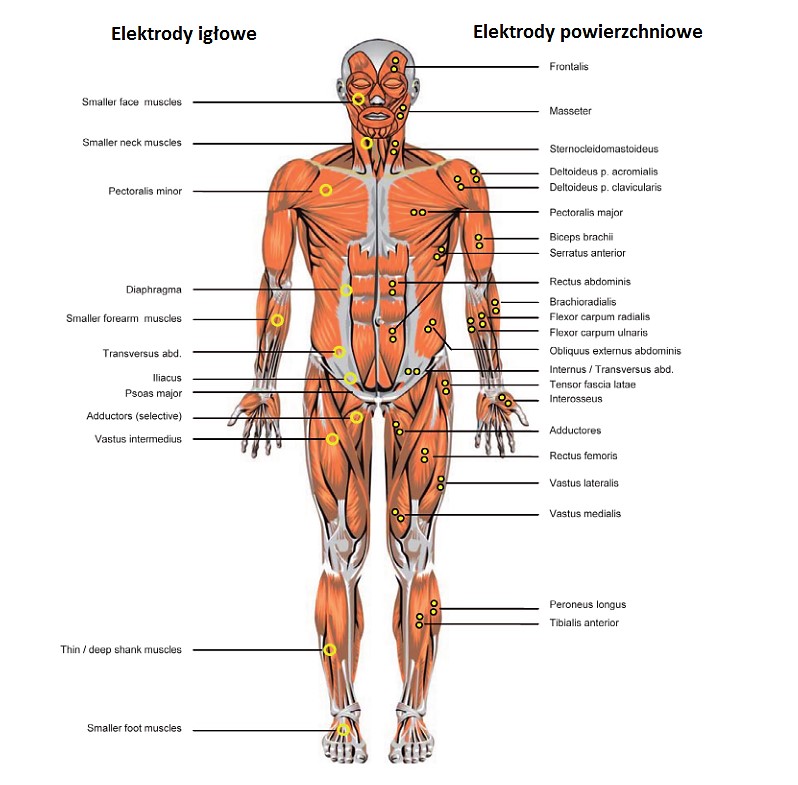 Elektrody igłowe
Smaller face muscles
Smaller neck muscles
Pectoralis minor
Diaphragma
Smaller forearm muscles
Transversus abd.
Iliacus
Psoas major
Adductors (selective)
Vastus intermedius
Thin / deep shank muscles
Smaller foot muscles
Elektrody powierzchniowe
Frontalis
Masseter
Sternocleidomastoideus
Deltoideus p. acromialis
Deltoideus p. clavicularis
Pectoralis major
Biceps brachii
Serratus anterior
Rectus abdominis
Brachioradialis
Flexor carpum radialis
Flexor carpum ulnaris
Obliquus externus abdominis
Internus / Transversus abd.
Tensor fascia latae
Interosseus
Adductores
Rectus femoris
Vastus lateralis
Vastus medialis
Peroneus longus
Tibialis anterior